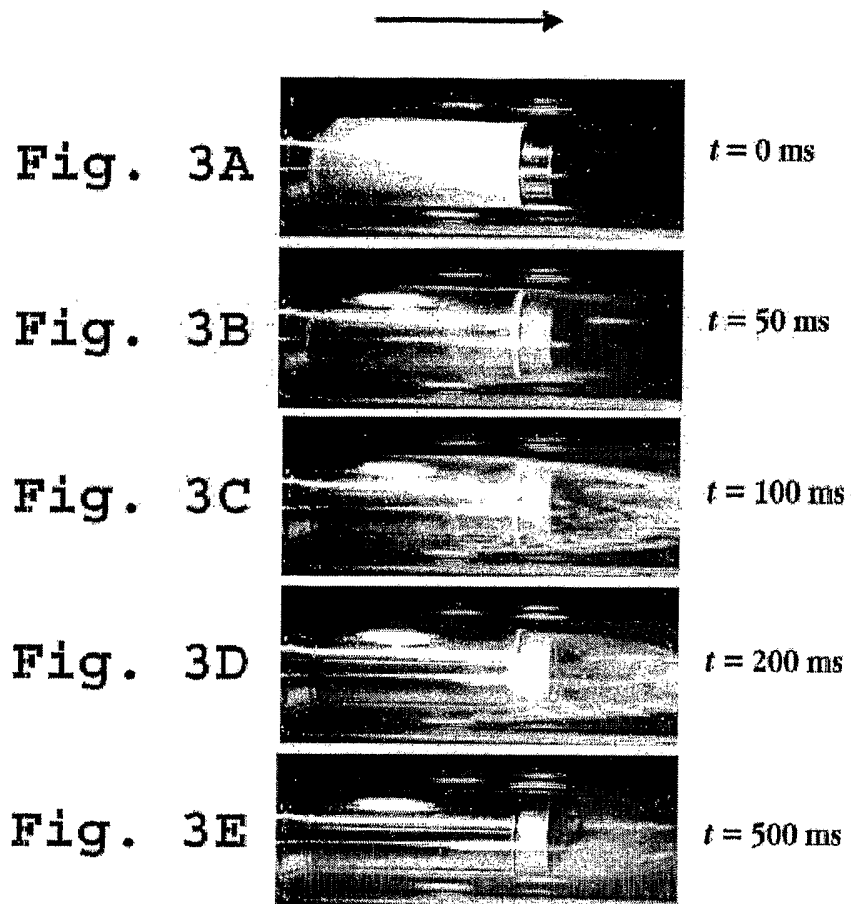 Fig. 3A t = 0 ms
Fig. 3B t = 50 ms
Fig. 3C t = 100 ms
Fig. 3D t = 200 ms
Fig. 3E t = 500 ms